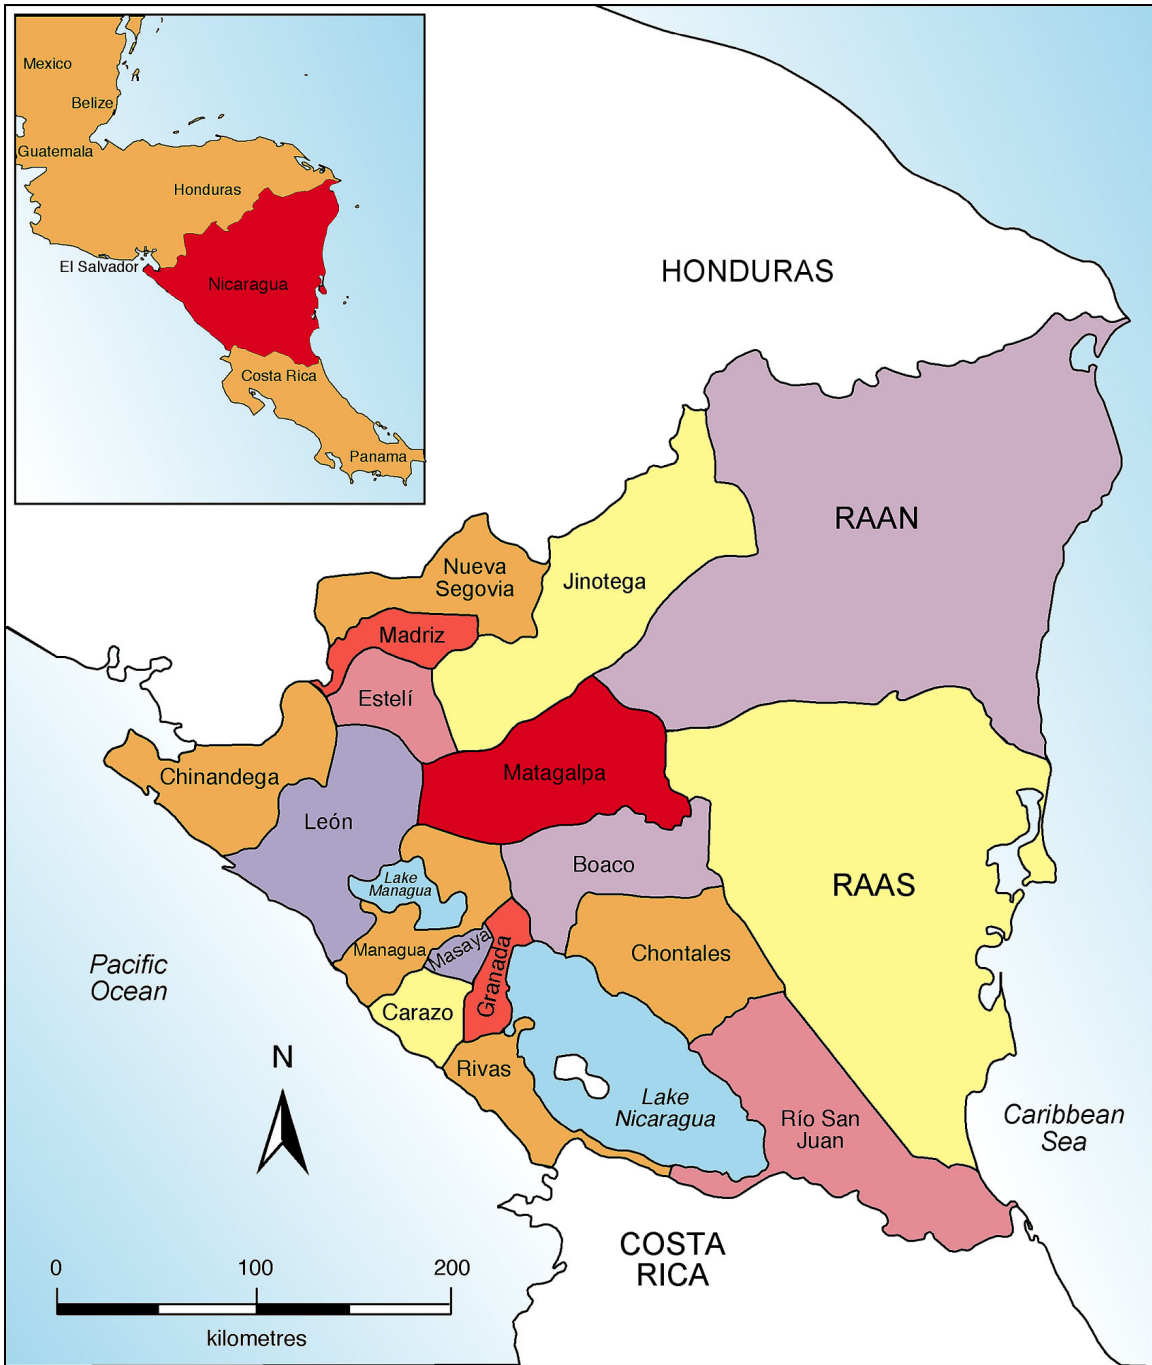 Mexico
Belize
Guatemala
Honduras
El Salvador
Nicaragua
Costa Rica
Panama
HONDURAS
RAAN
Nueva
Segovia
Jinotega
Madriz
Estelí
Chinandega
Matagalpa
León
Boaco
Lake
Managua
RAAS
Managua
Masaya
Granada
Chontales
Pacific
Ocean
Carazo
N
Rivas
Lake
Nicaragua
Río San
Juan
Caribbean
Sea
COSTA
RICA
0 100 200
kilometres